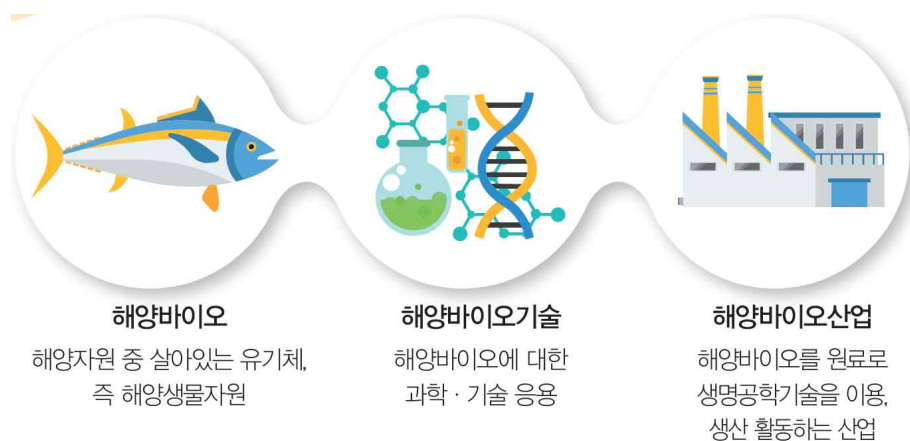 해양바이오
해양자원 중 살아있는 유기체,
즉 해양생물자원
해양바이오기술
해양바이오에 대한
과학 · 기술 응용
해양바이오산업
해양바이오를 원료로
생명공학기술을 이용,
생산 활동하는 산업